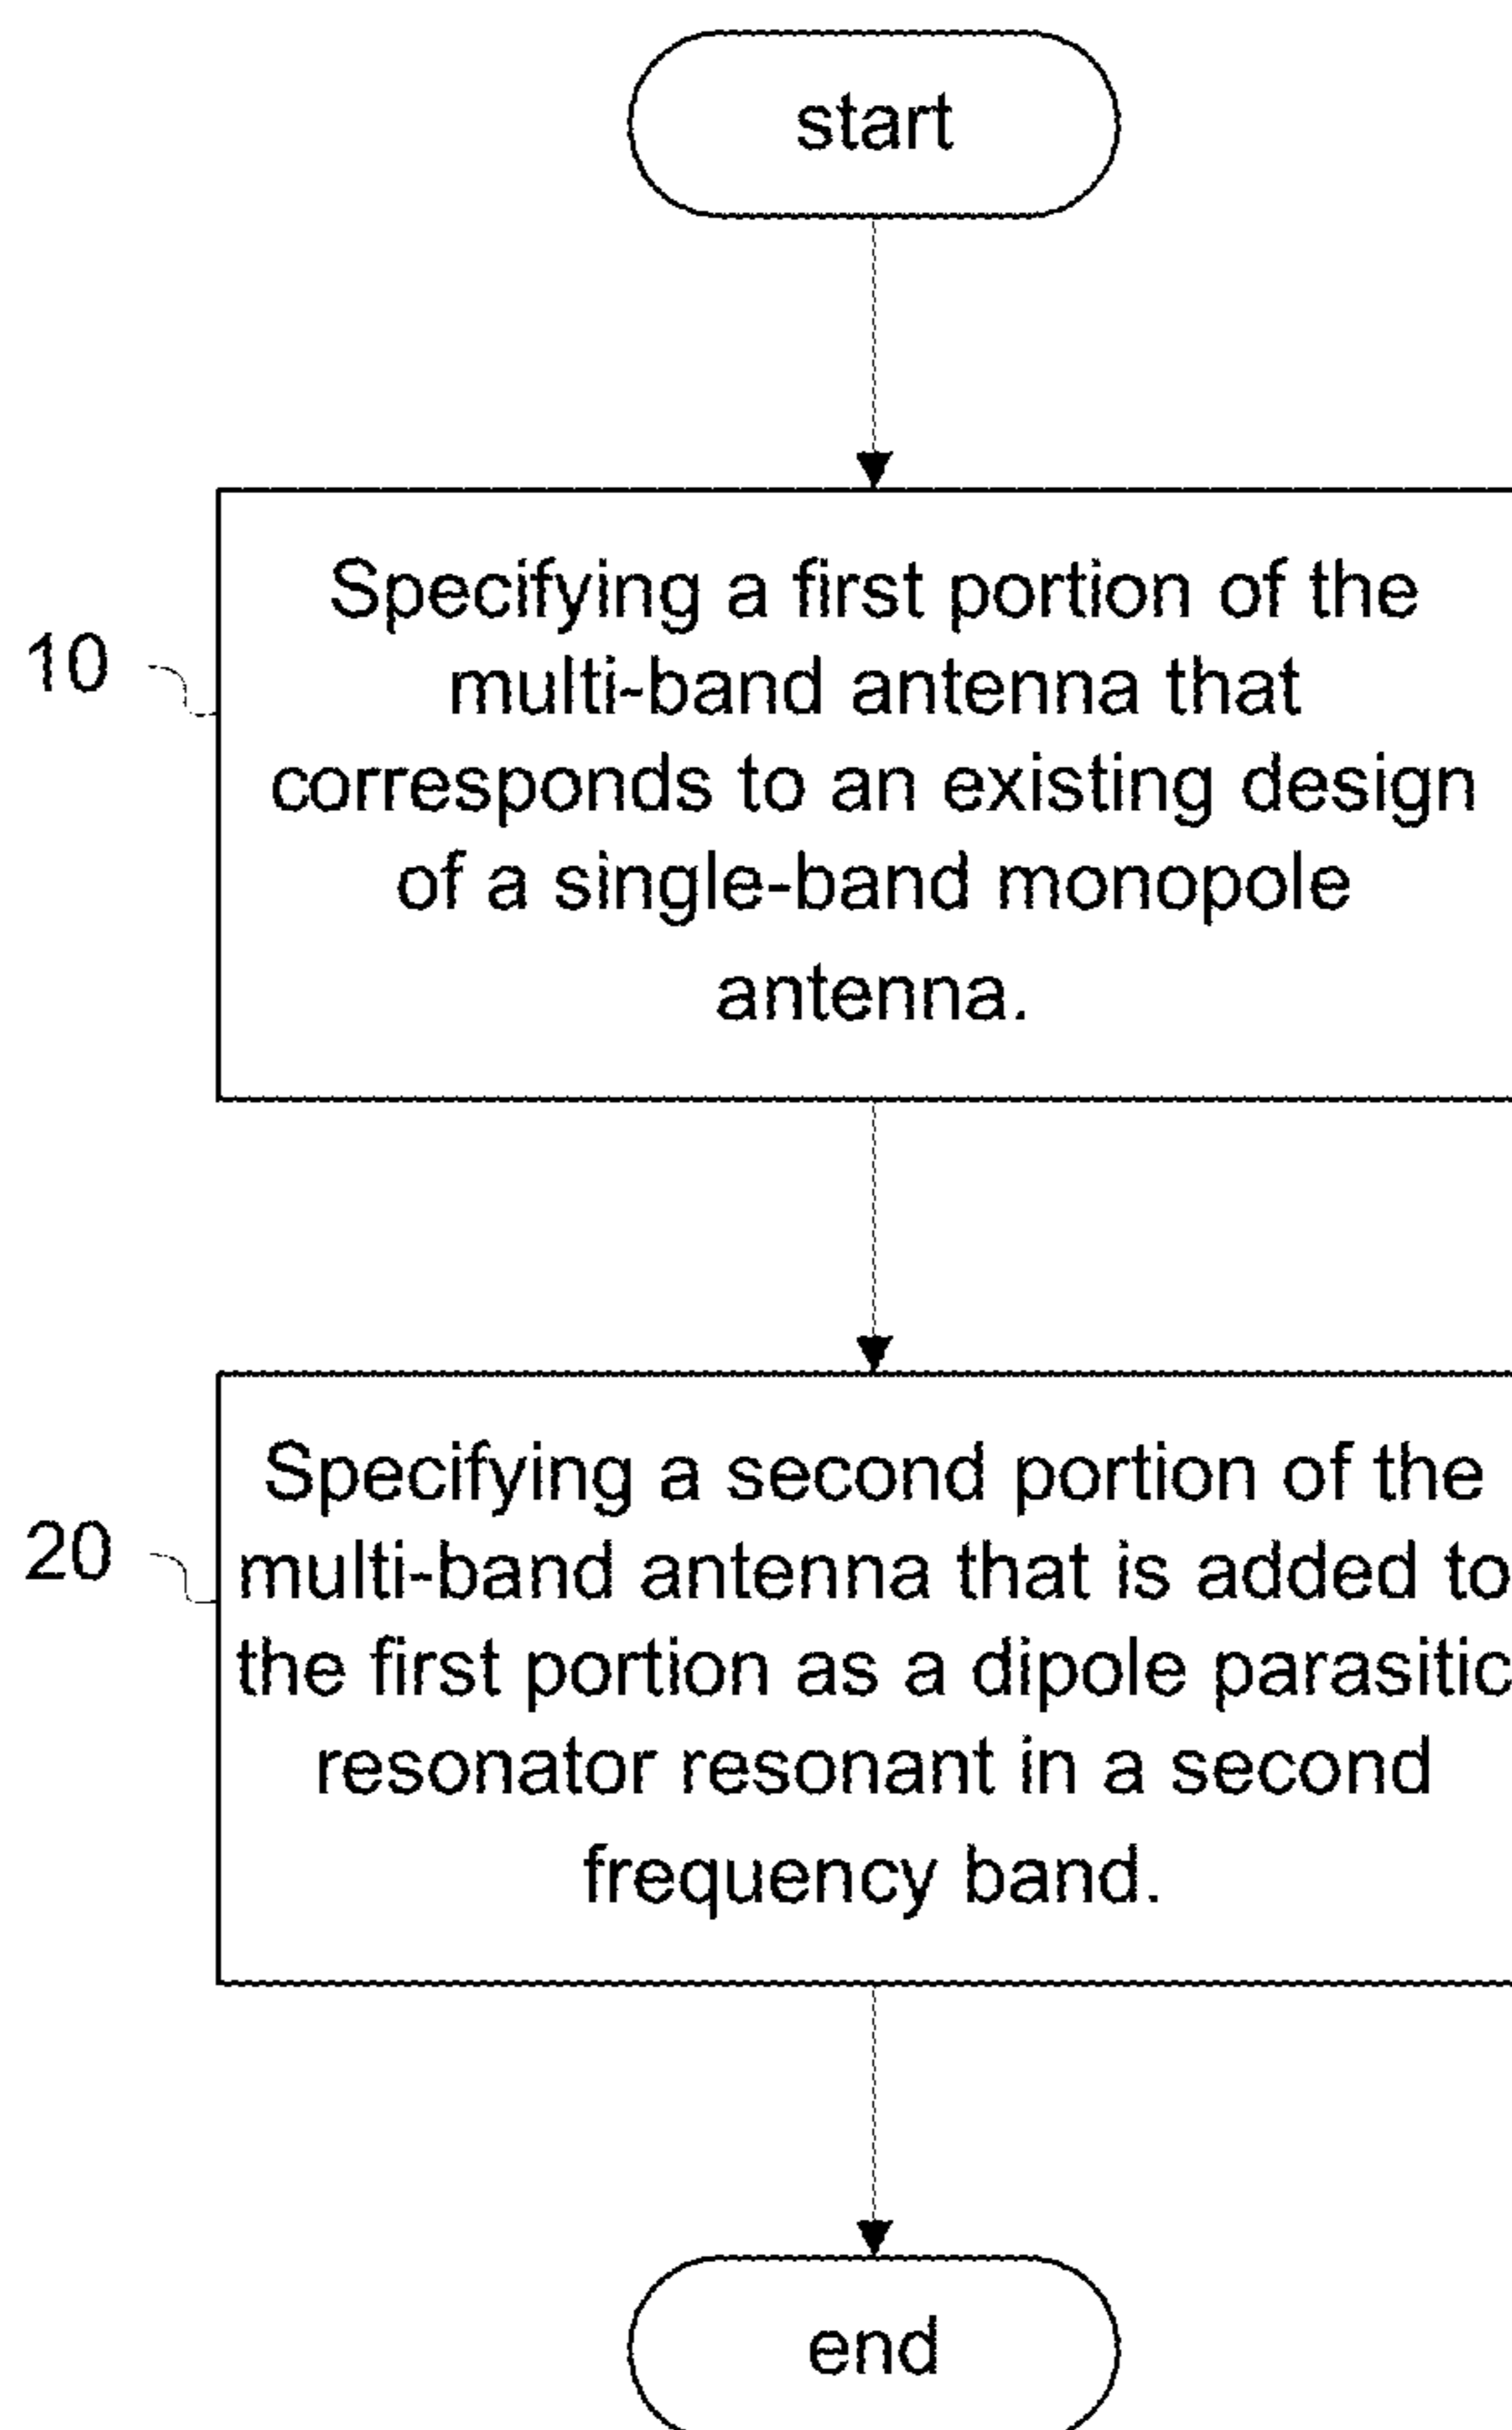 start
Specifying a first portion of the
multi-band antenna that
corresponds to an existing design
of a single-band monopole
antenna.
10
Specifying a second portion of the
multi-band antenna that is added to
the first portion as a dipole parasitic
resonator resonant in a second
frequency band.
20
end